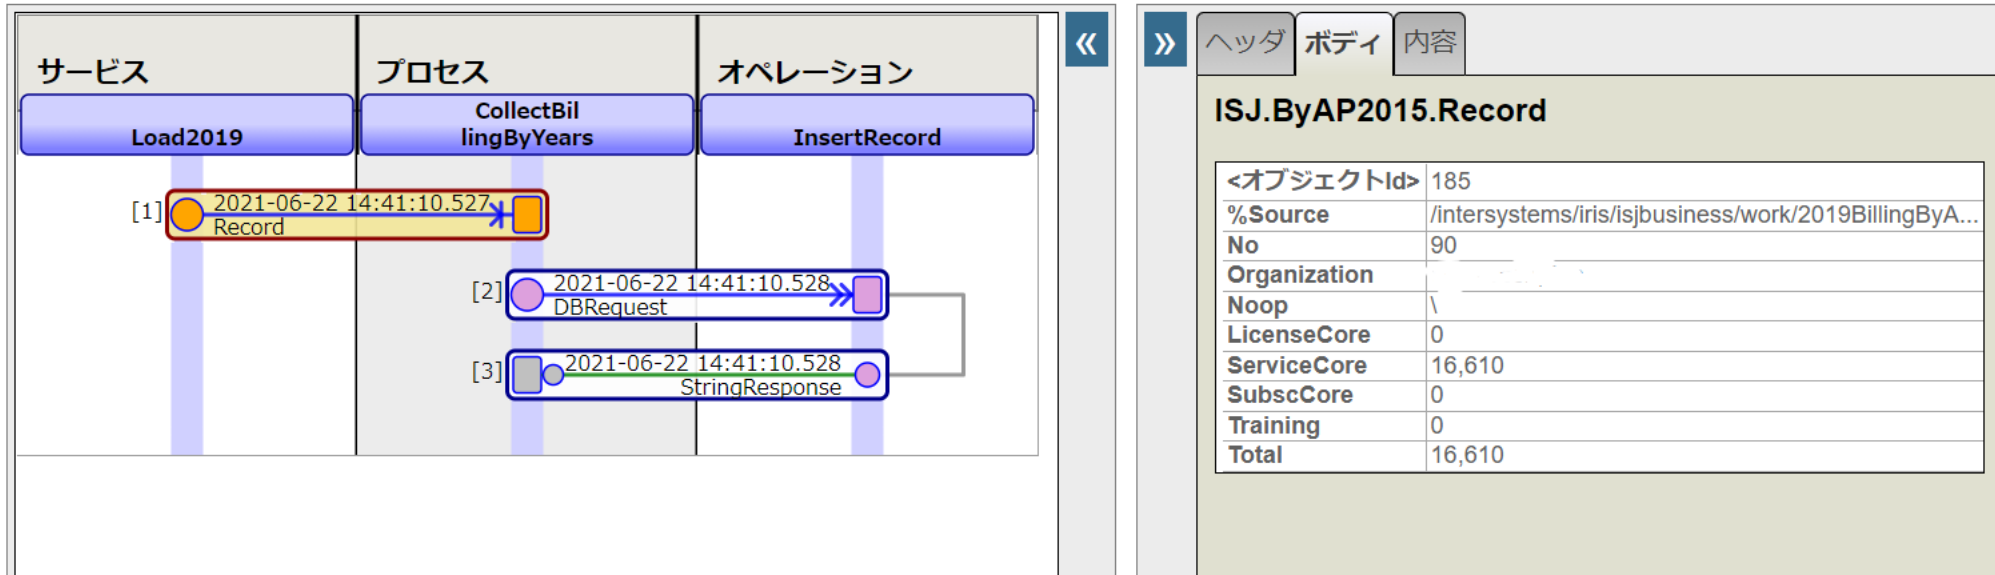 サービス
プロセス
オペレーション
Load2019
CollectBil
lingByYears
InsertRecord
[1]
2021-06-22 14:41:10.527
Record
[2]
2021-06-22 14:41:10.528
DBRequest
[3]
2021-06-22 14:41:10.528
StringResponse
«
»
ヘッダ ボディ 内容
ISJ.ByAP2015.Record
<オブジェクトId> 185
%Source /intersystems/iris/isjbusiness/work/2019BillingByA...
No 90
Organization
Noop \
LicenseCore 0
ServiceCore 16,610
SubscCore 0
Training 0
Total 16,610